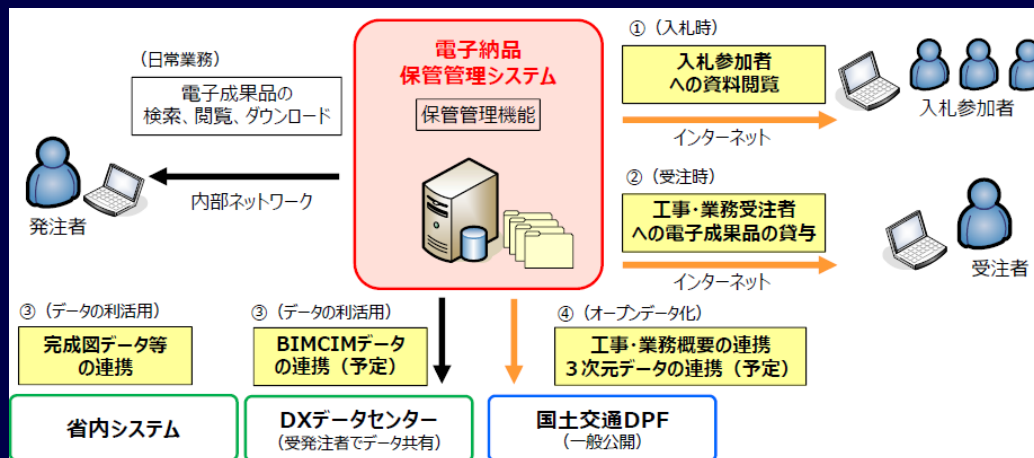 電子納品
保管管理システム
保管管理機能
(日常業務)
電子成果品の
検索、閲覧、ダウンロード
内部ネットワーク
発注者
①(入札時)
入札参加者
への資料閲覧
インターネット
入札参加者
②(受注時)
工事・業務受注者
への電子成果品の貸与
インターネット
受注者
③(データの利活用)
完成図データ等
の連携
省内システム
③(データの利活用)
BIMCIMデータ
の連携(予定)
DXデータセンター
(受発注者でデータ共有)
④(オープンデータ化)
工事・業務概要の連携
3次元データの連携(予定)
国土交通DPF
(一般公開)